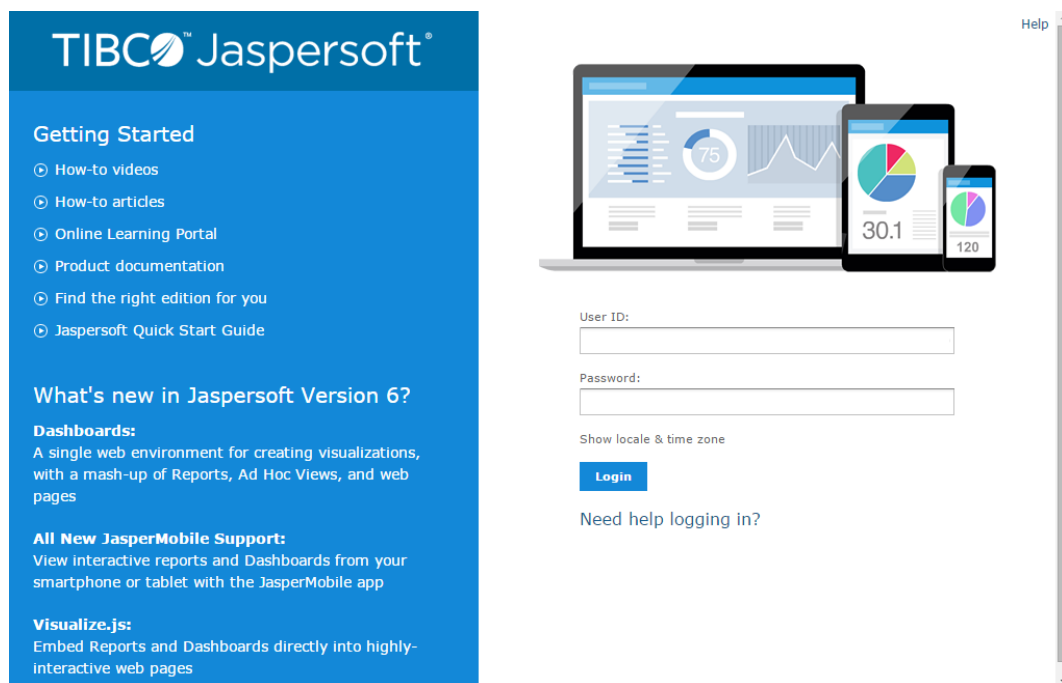 TIBCO™ Jaspersoft®
Getting Started
How-to videos
How-to articles
Online Learning Portal
Product documentation
Find the right edition for you
Jaspersoft Quick Start Guide
What's new in Jaspersoft Version 6?
Dashboards:
A single web environment for creating visualizations,
with a mash-up of Reports, Ad Hoc Views, and web
pages
All New JasperMobile Support:
View interactive reports and Dashboards from your
smartphone or tablet with the JasperMobile app
Visualize.js:
Embed Reports and Dashboards directly into highly-
interactive web pages
Help
75
30.1
120
User ID:
Password:
Show locale & time zone
Login
Need help logging in?